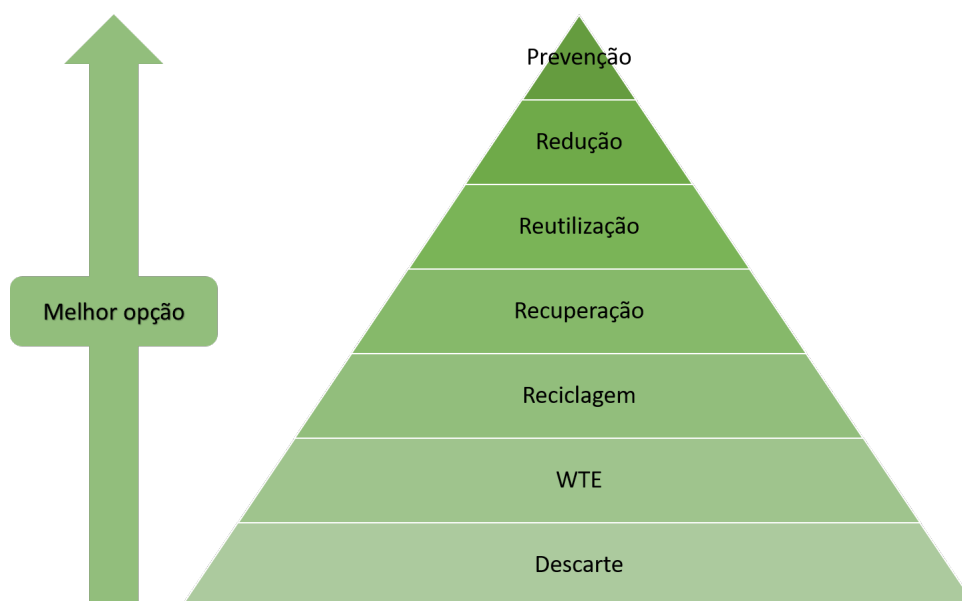 Prevenção
Redução
Reutilização
Melhor opção
Recuperação
Reciclagem
WTE
Descarte